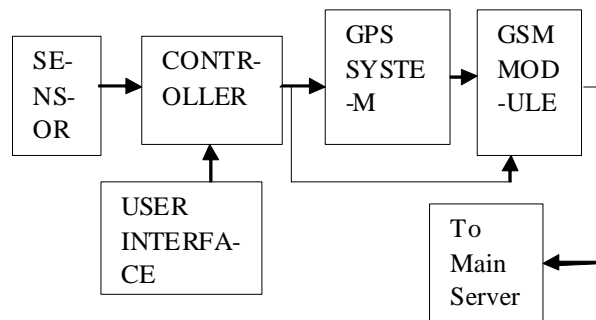 SE-
NS-
OR
CONTR-
OLLER
GPS
SYSTE
-M
GSM
MOD
-ULE
USER
INTERFA-
CE
To
Main
Server